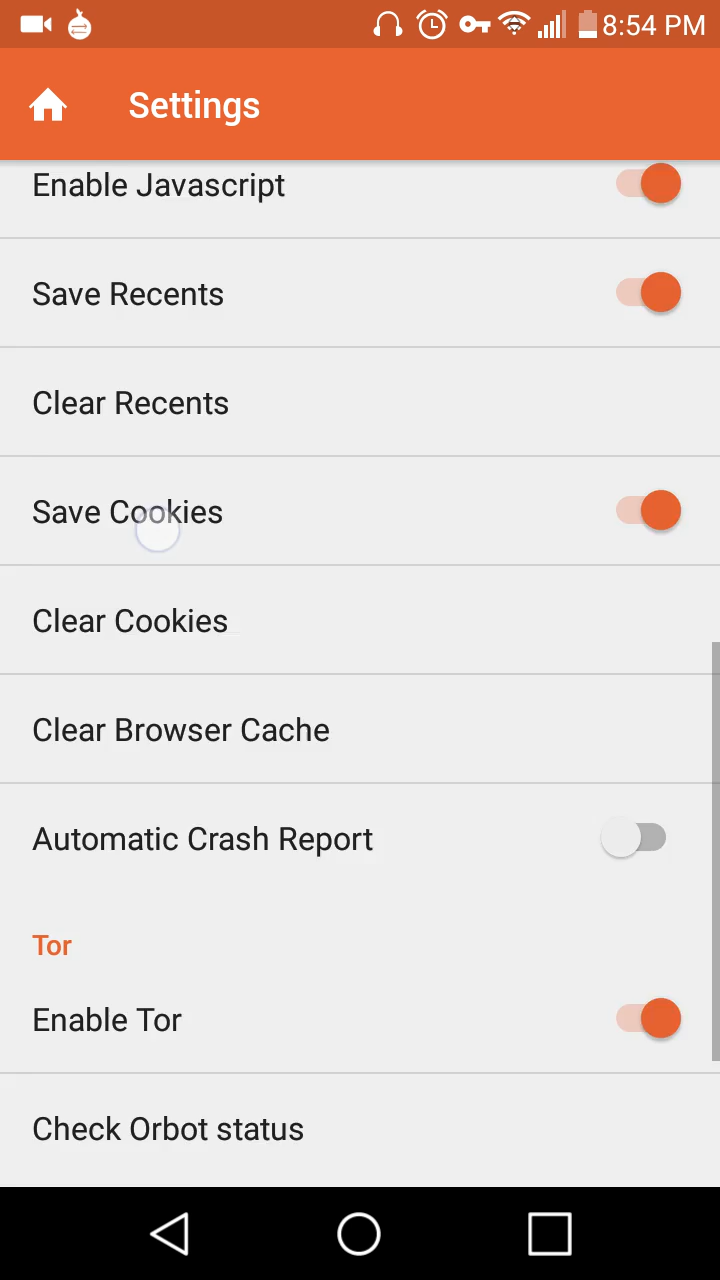 8:54 PM
Settings
Enable Javascript
Save Recents
Clear Recents
Save Cookies
Clear Cookies
Clear Browser Cache
Automatic Crash Report
Tor
Enable Tor
Check Orbot status